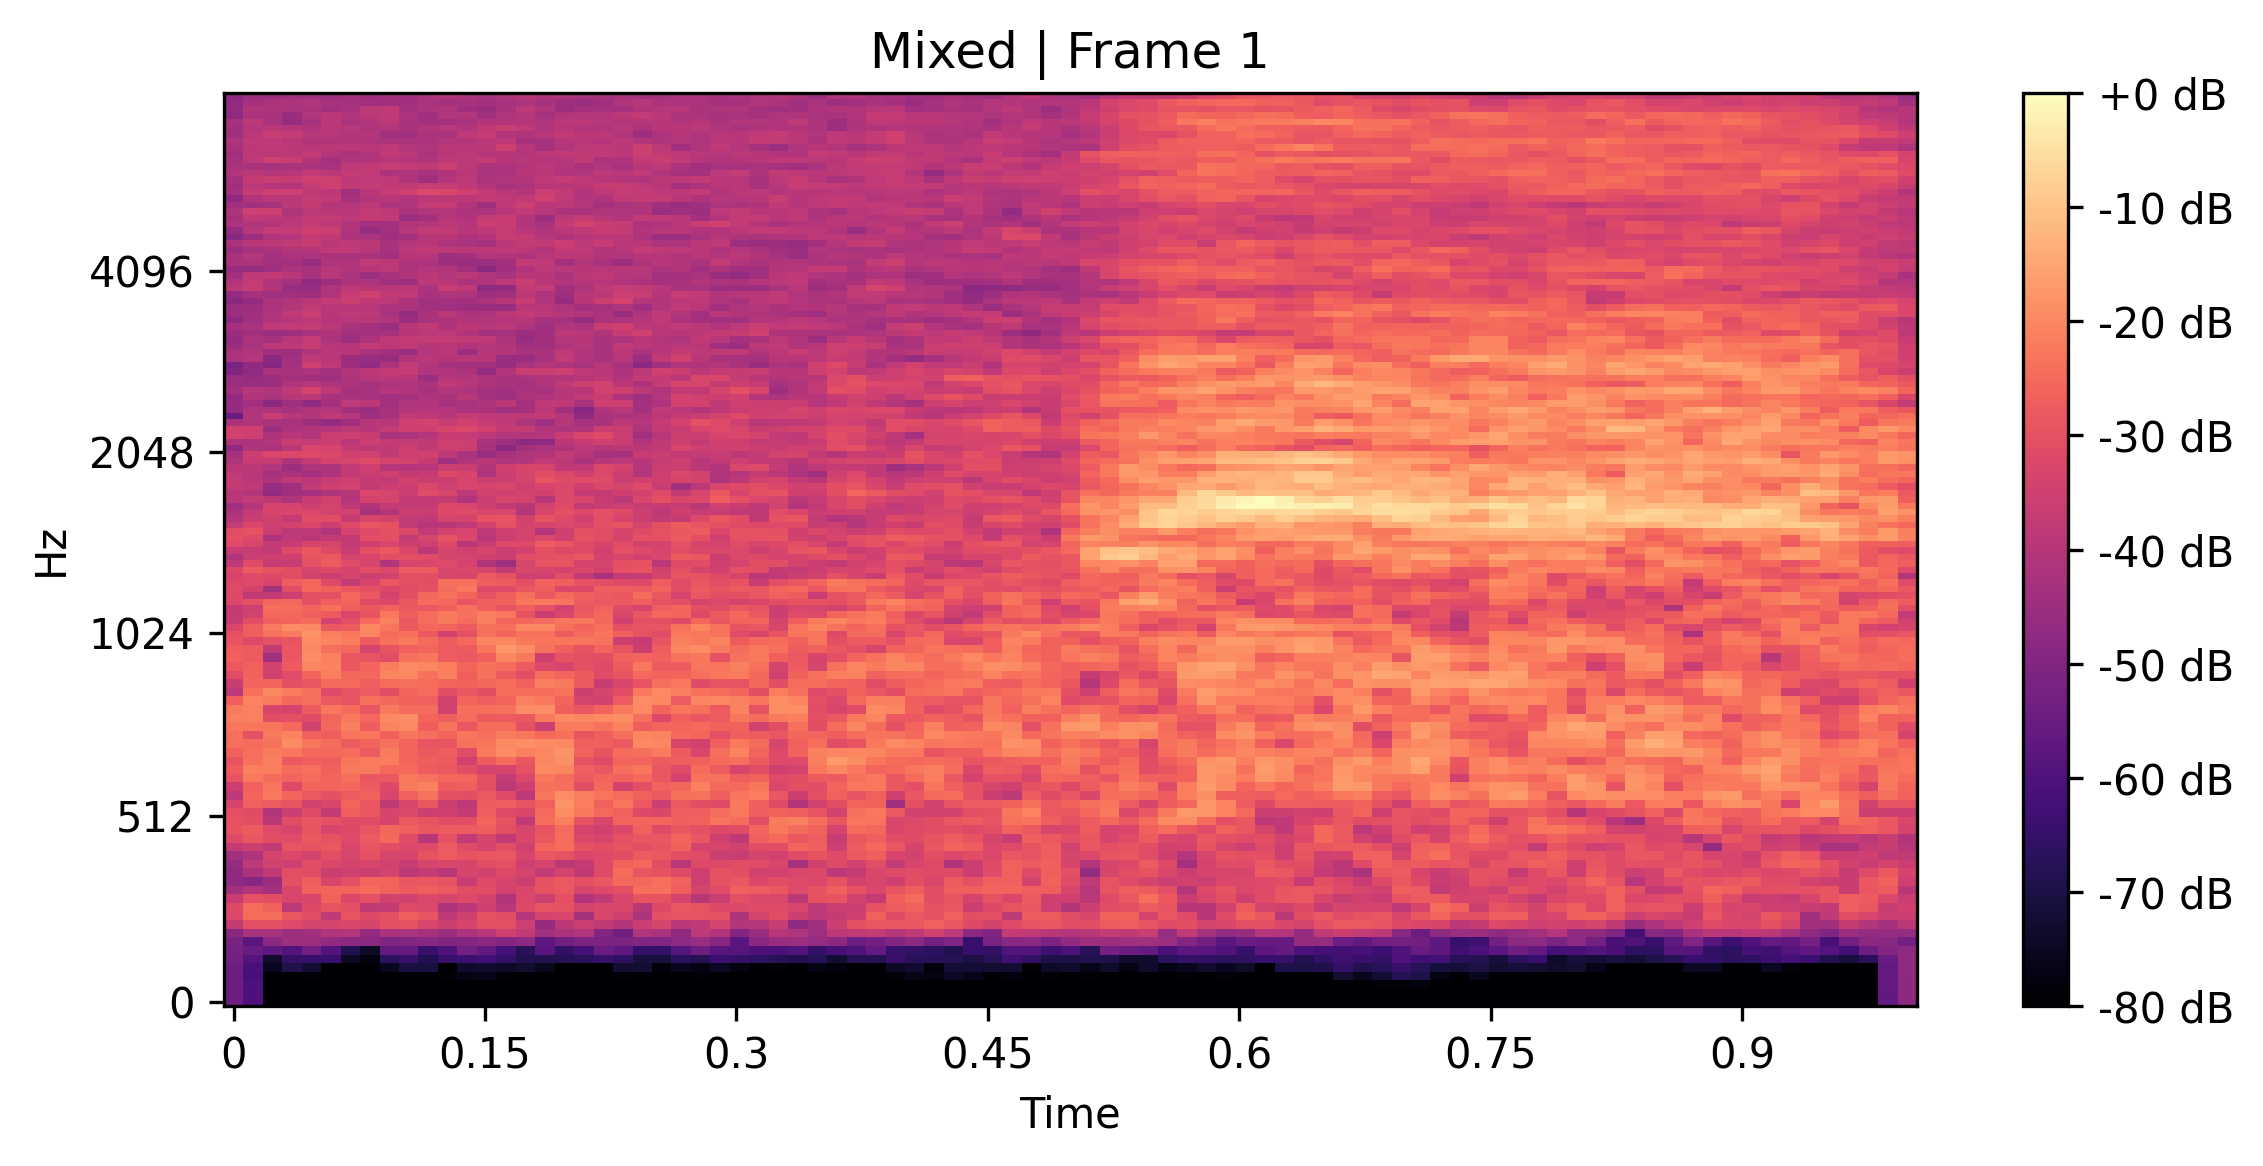 Mixed | Frame 1
+0 dB
-10 dB
-20 dB
-30 dB
-40 dB
-50 dB
-60 dB
-70 dB
-80 dB
Hz
4096
2048
1024
512
0
0 0.15 0.3 0.45 0.6 0.75 0.9
Time